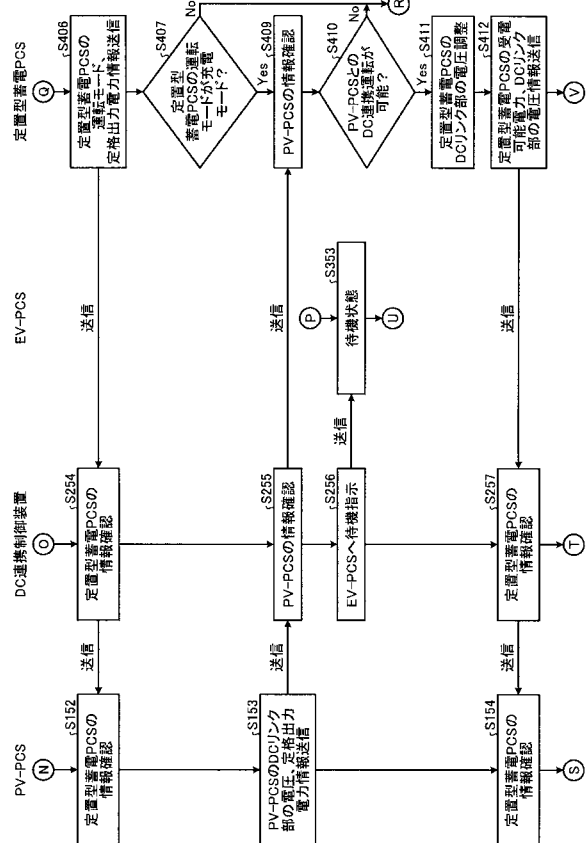 PV-PCS
N
S152
定置型蓄電PCSの
情報確認
S153
PV-PCSのDCリンク
部の電圧、定格出力
電力情報送信
S154
定置型蓄電PCSの
情報確認
S
送信
送信
送信
DC連携制御装置
O
S254
定置型蓄電PCSの
情報確認
S255
PV-PCSの情報確認
S256
EV-PCSへ待機指示
S257
定置型蓄電PCSの
情報確認
T
送信
送信
送信
送信
EV-PCS
P
S353
待機状態
U
定置型蓄電PCS
Q
S406
定置型蓄電PCSの
運転モード、
定格出力電力情報送信
S407
定置型
蓄電PCSの運転
モードが充電
モード?
No
Yes
S409
PV-PCSの情報確認
S410
PV-PCSとの
DC連携運転が
可能?
No
R
Yes
S411
定置型蓄電PCSの
DCリンク部の電圧調整
S412
定置型蓄電PCSの受電
可能電力、DCリンク
部の電圧情報送信
V